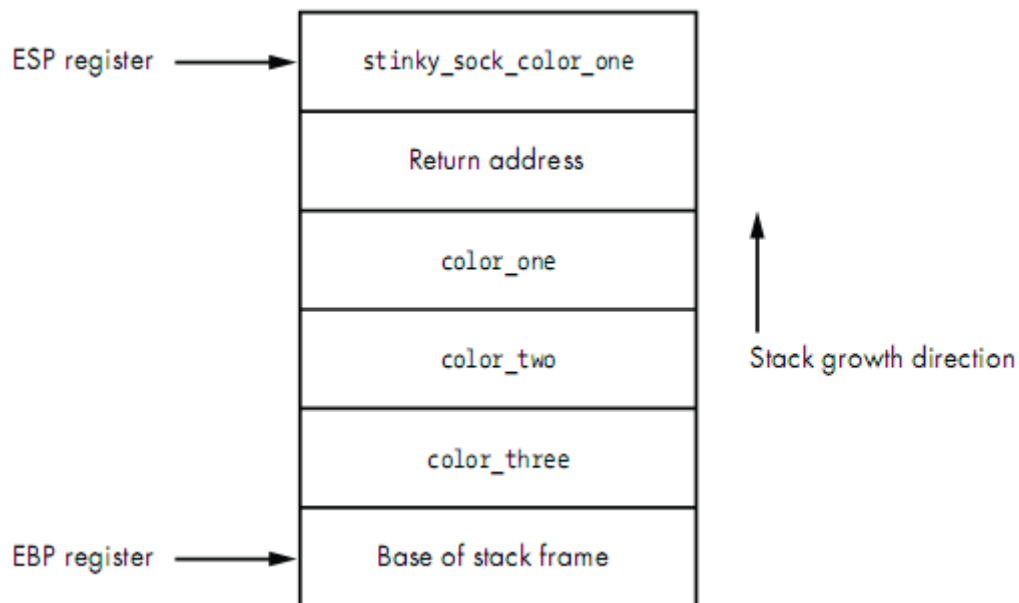 ESP register
stinky_sock_color_one
Return address
color_one
color_two
Stack growth direction
color_three
EBP register
Base of stack frame